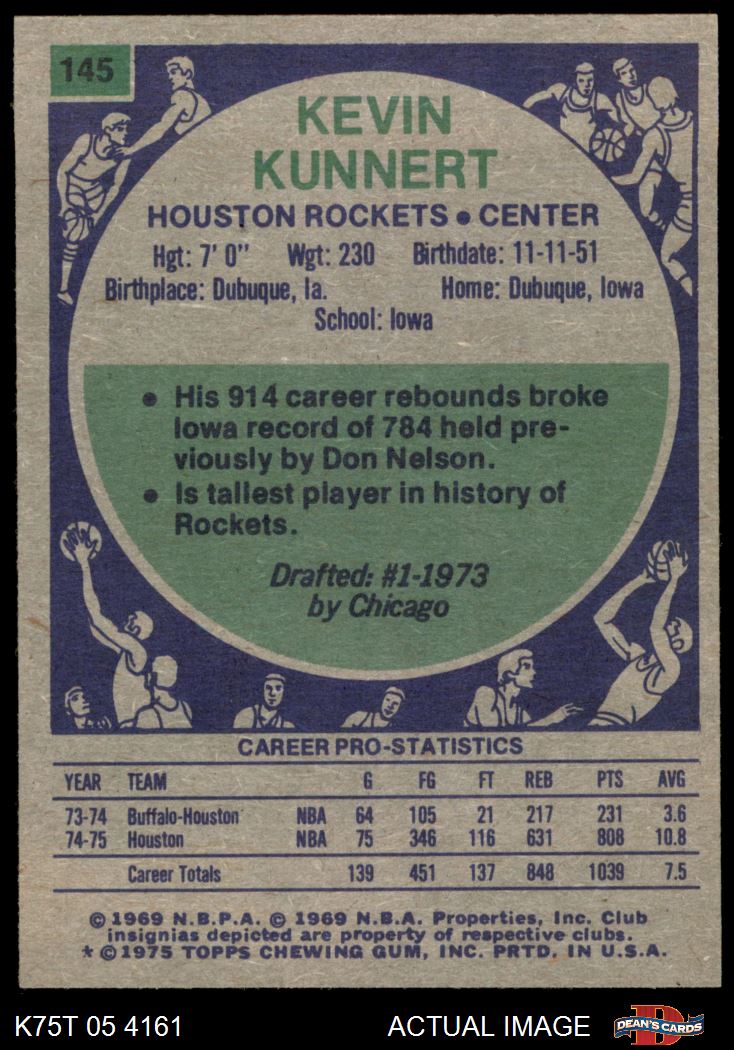 145
KEVIN
KUNNERT
HOUSTON ROCKETS • CENTER
Hgt: 7' 0" Wgt: 230 Birthdate: 11-11-51
Birthplace: Dubuque, Ia. Home: Dubuque, Iowa
School: Iowa
• His 914 career rebounds broke
Iowa record of 784 held pre-
viously by Don Nelson.
• Is tallest player in history of
Rockets.
Drafted: #1-1973
by Chicago
CAREER PRO-STATISTICS
YEAR TEAM G FG FT REB PTS AVG
73-74 Buffalo-Houston NBA 64 105 21 217 231 3.6
74-75 Houston NBA 75 346 116 631 808 10.8
Career Totals 139 451 137 848 1039 7.5
© 1969 N.B.P.A. © 1969 N.B.A. Properties, Inc. Club
insignias depicted are property of respective clubs.
* © 1975 TOPPS CHEWING GUM, INC. PRTD. IN U.S.A.
K75T 05 4161 ACTUAL IMAGE D DEAN'S CARDS